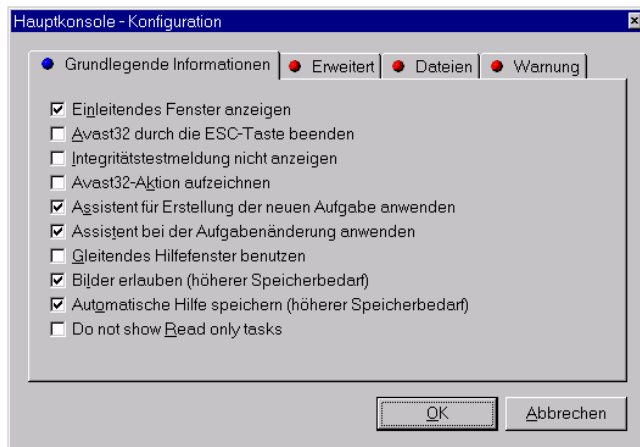 Hauptkonsole - Konfiguration
Grundlegende Informationen Erweitert Dateien Warnung
Einleitendes Fenster anzeigen
Avast32 durch die ESC-Taste beenden
Integritätstestmeldung nicht anzeigen
Avast32-Aktion aufzeichnen
Assistent für Erstellung der neuen Aufgabe anwenden
Assistent bei der Aufgabenänderung anwenden
Gleitendes Hilfefenster benutzen
Bilder erlauben (höherer Speicherbedarf)
Automatische Hilfe speichern (höherer Speicherbedarf)
Do not show Read only tasks
OK Abbrechen